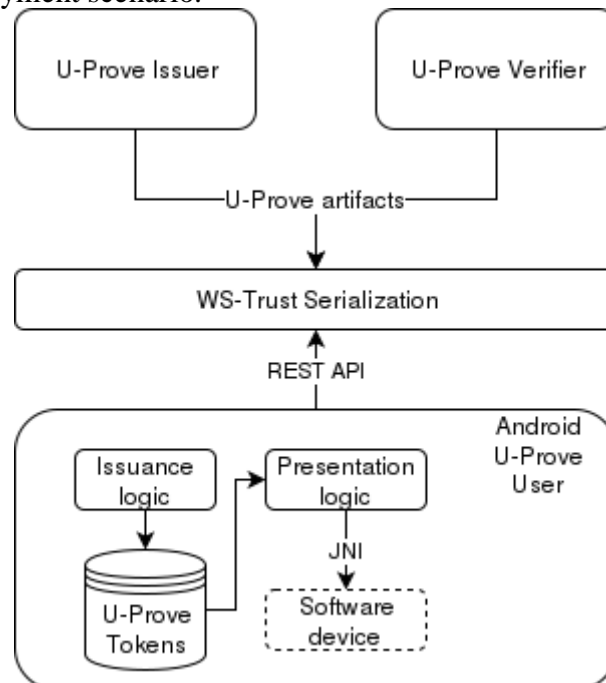 yment scenario.
U-Prove Issuer
U-Prove Verifier
U-Prove artifacts
WS-Trust Serialization
REST API
Android
U-Prove
User
Issuance
logic
Presentation
logic
JNI
U-Prove
Tokens
Software
device